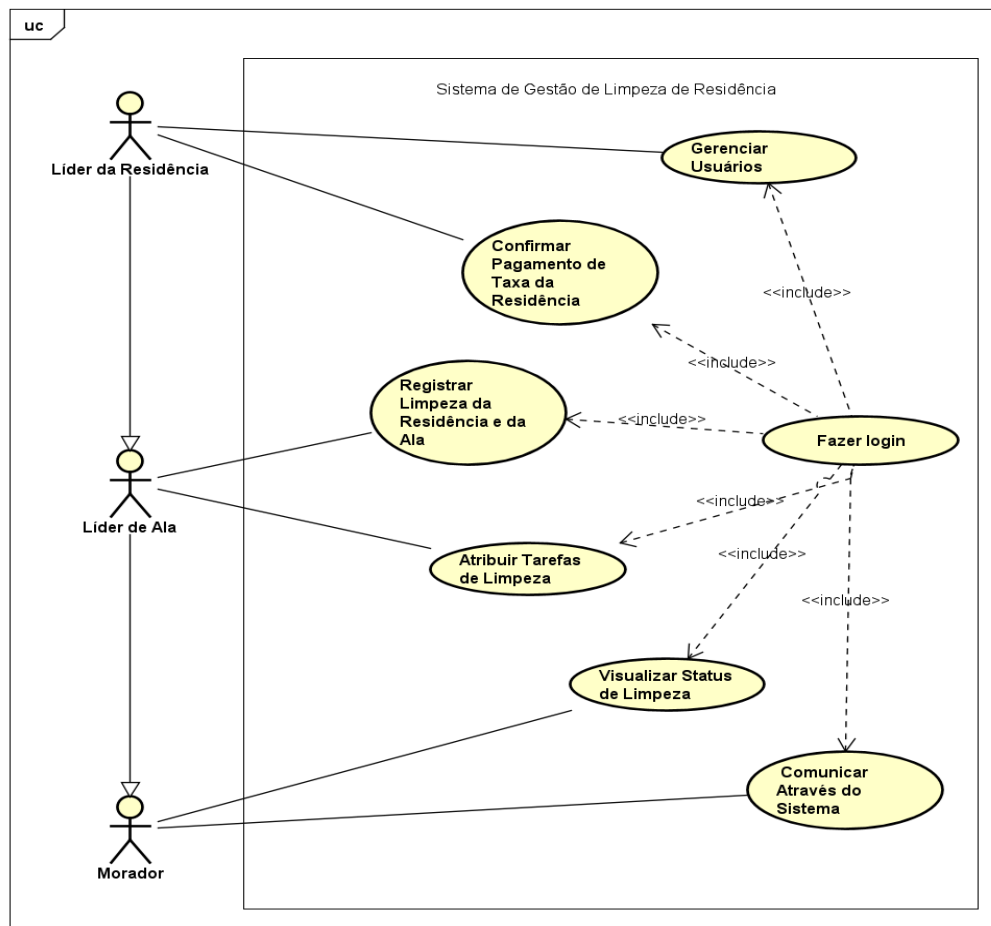 uc
Sistema de Gestão de Limpeza de Residência
Líder da Residência
Gerenciar
Usuários
Confirmar
Pagamento de
Taxa da
Residência
<<include>>
<<include>>
Registrar
Limpeza da
Residência e da
Ala
<<include>>
Fazer login
Líder de Ala
<<include>>
Atribuir Tarefas
de Limpeza
<<include>>
<<include>>
Visualizar Status
de Limpeza
Comunicar
Através do
Sistema
Morador